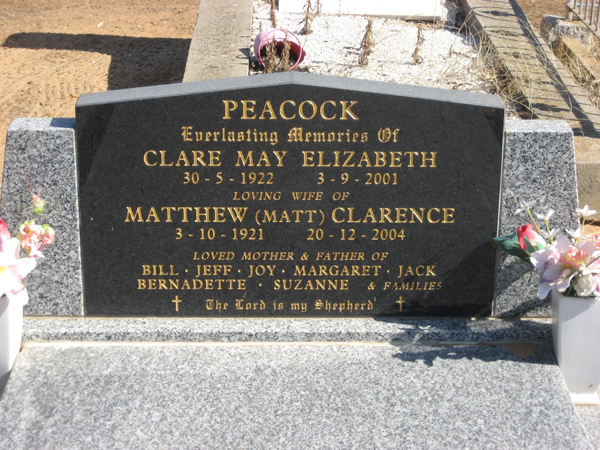 PEACOCK
Everlasting Memories Of
CLARE MAY ELIZABETH
30 - 5 - 1922 3 - 9 - 2001
LOVING WIFE OF
MATTHEW (MATT) CLARENCE
3 - 10 - 1921 20 - 12 - 2004
LOVED MOTHER & FATHER OF
BILL · JEFF · JOY · MARGARET · JACK
BERNADETTE · SUZANNE & FAMILIES
✝ The Lord is my Shepherd ✝